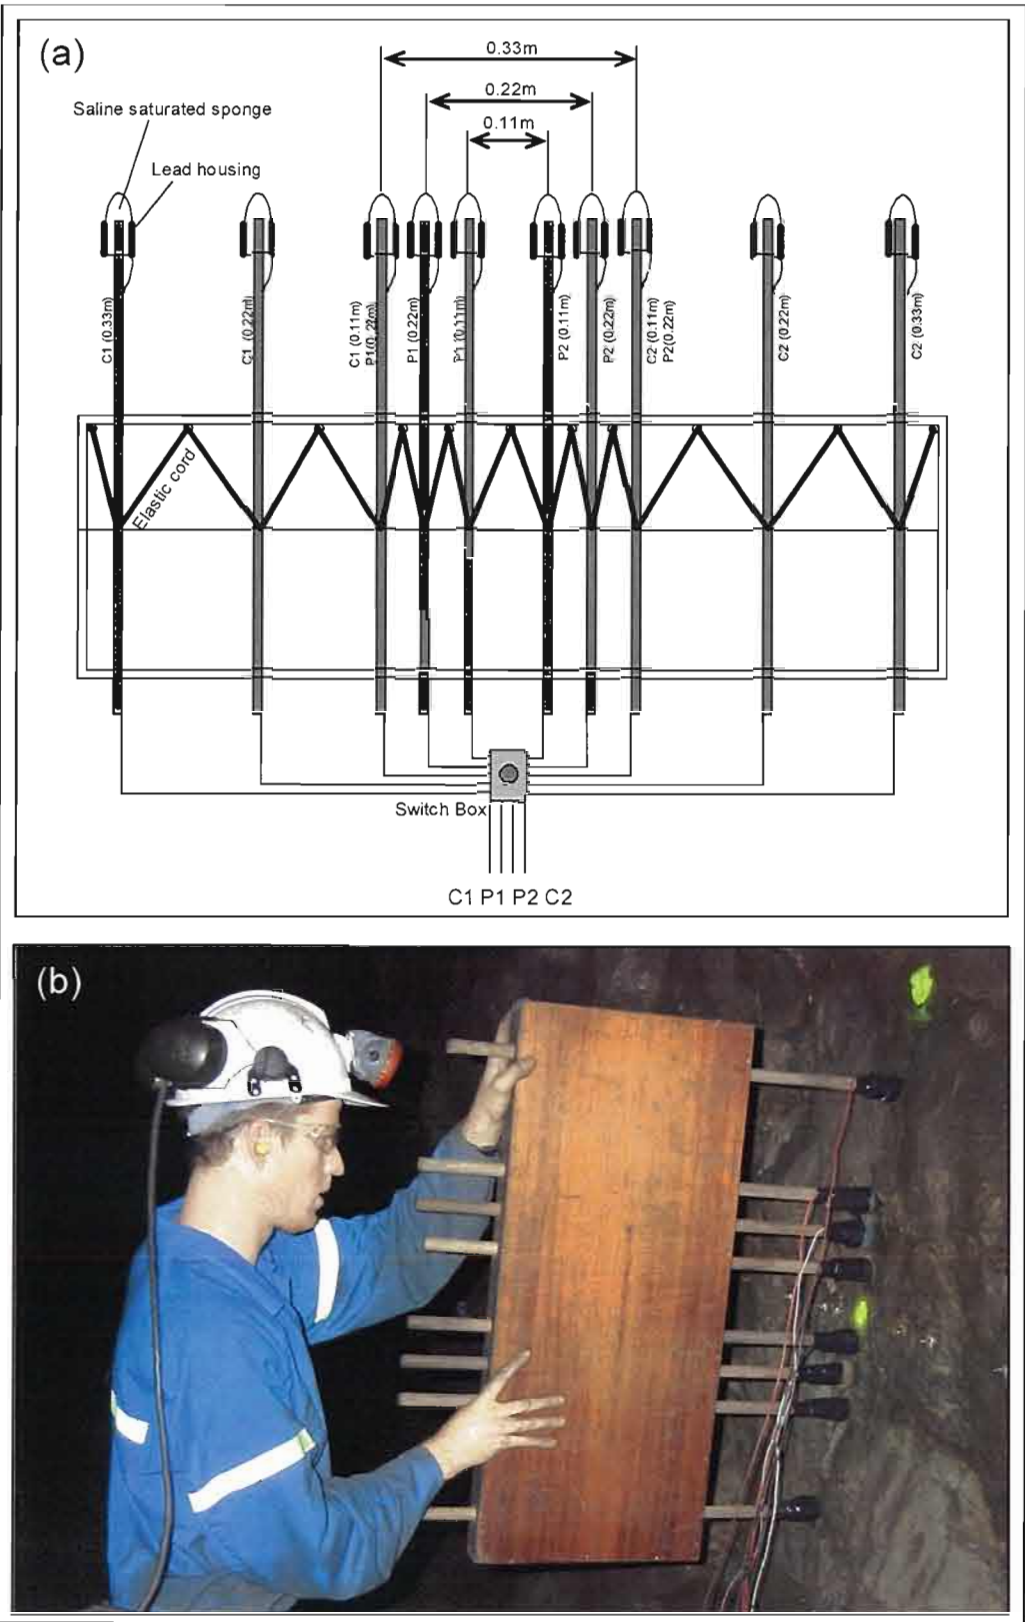 (a)
0.33m
0.22m
0.11m
Saline saturated sponge
Lead housing
C1 (0.33m)
C1 (0.22m)
C1 (0.11m)
P1(0.22m)
P1 (0.22m)
P1 (0.11m)
P2 (0.11m)
P2 (0.22m)
C2 (0.11m)
P2(0.22m)
C2 (0.22m)
C2 (0.33m)
Elastic cord
Switch Box
C1 P1 P2 C2
(b)